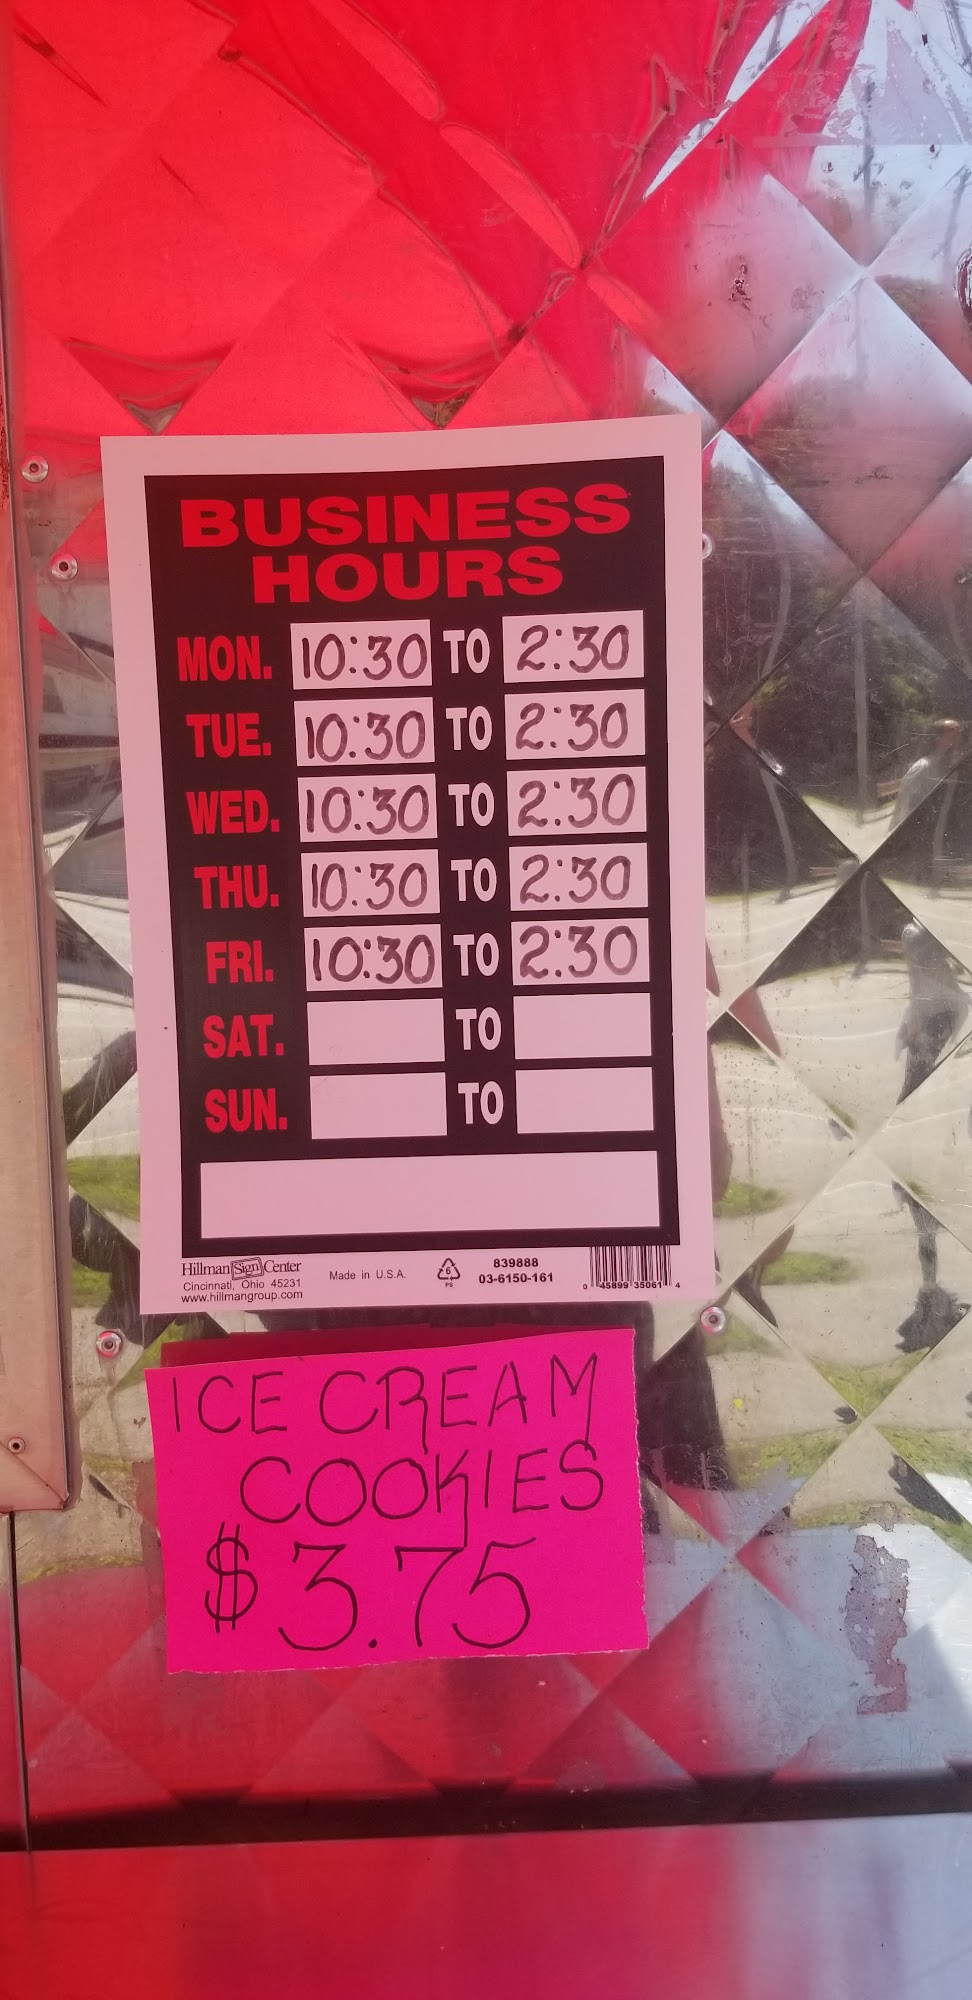 BUSINESS
HOURS
MON. 10:30 TO 2:30
TUE. 10:30 TO 2:30
WED. 10:30 TO 2:30
THU. 10:30 TO 2:30
FRI. 10:30 TO 2:30
SAT. TO
SUN. TO
Hillman Sign Center
Cincinnati, Ohio 45231
www.hillmangroup.com
Made in U.S.A.
6
PS
839888
03-6150-161
0 45899 35061 4
ICE CREAM
COOKIES
$3.75